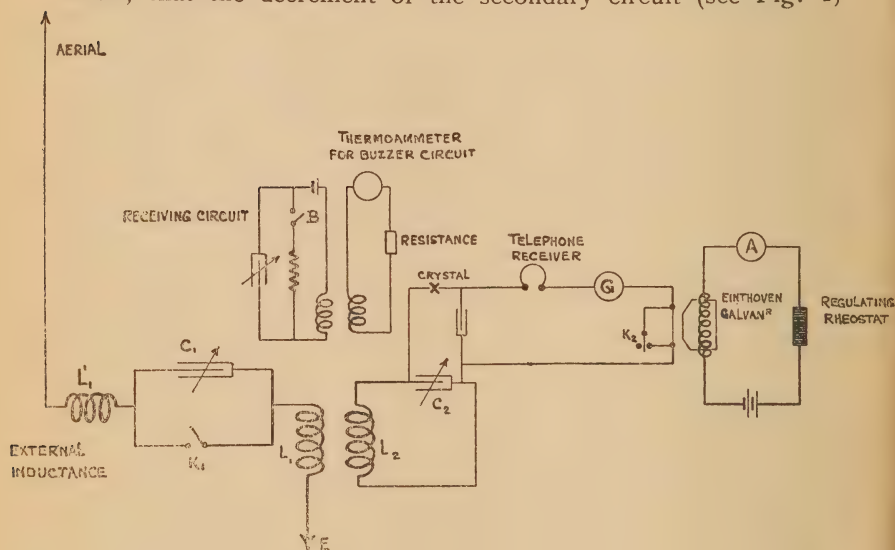 that the decrement of the secondary circuit (see Fig. 1)
AERIAL
THERMOAMMETER
FOR BUZZER CIRCUIT
RECEIVING CIRCUIT
B
RESISTANCE
TELEPHONE
RECEIVER
CRYSTAL
G
A
K2
EINTHOVEN
GALVANR
REGULATING
RHEOSTAT
C1
L'1
C2
EXTERNAL
INDUCTANCE
K1
L1
L2
E